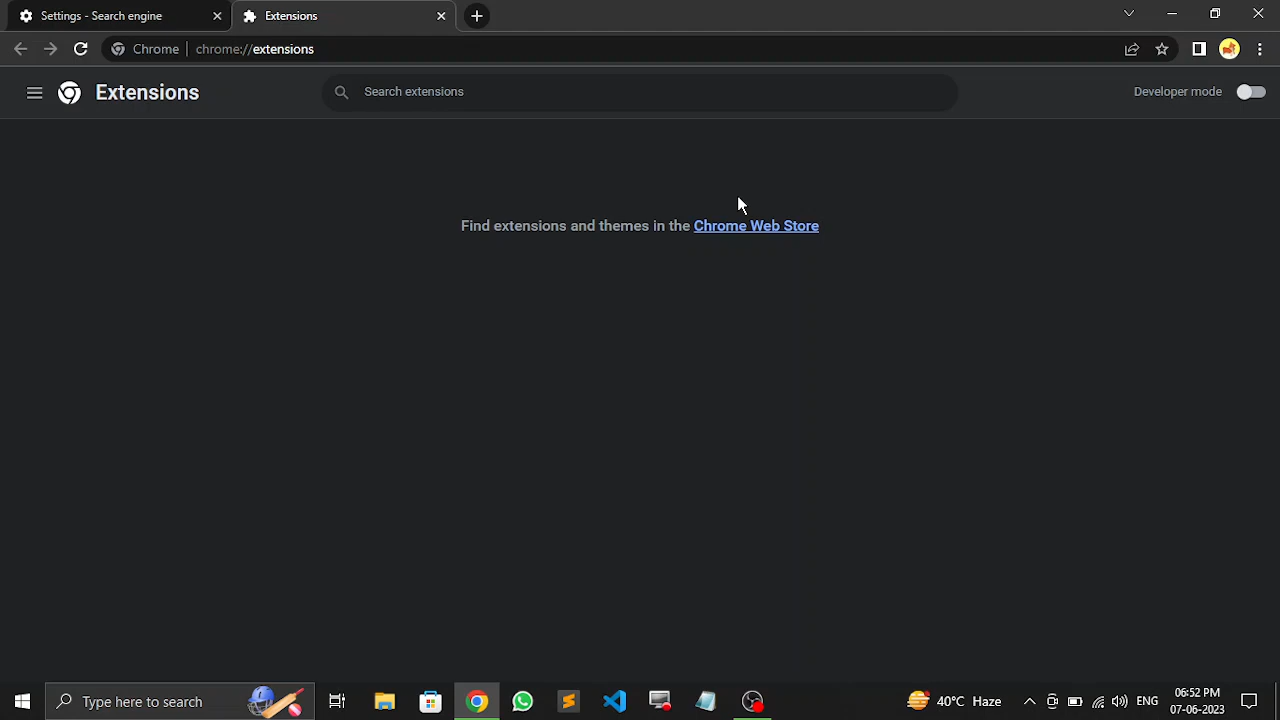 Settings - Search engine
Extensions
Chrome
chrome://extensions
Extensions
Search extensions
Developer mode
Find extensions and themes in the Chrome Web Store
Type here to search
40°C Haze
ENG
06:52 PM
07-06-2023